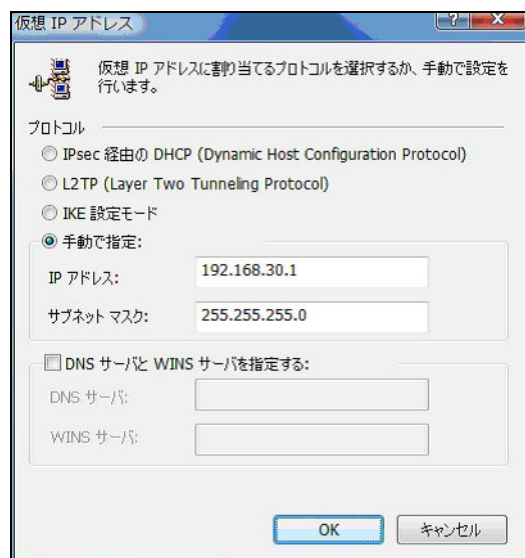 仮想 IP アドレス
仮想 IP アドレスに割り当てるプロトコルを選択するか、手動で設定を
行います。
プロトコル
IPsec 経由の DHCP (Dynamic Host Configuration Protocol)
L2TP (Layer Two Tunneling Protocol)
IKE 設定モード
手動で指定:
IP アドレス: 192.168.30.1
サブネット マスク: 255.255.255.0
DNS サーバと WINS サーバを指定する:
DNS サーバ:
WINS サーバ:
OK キャンセル